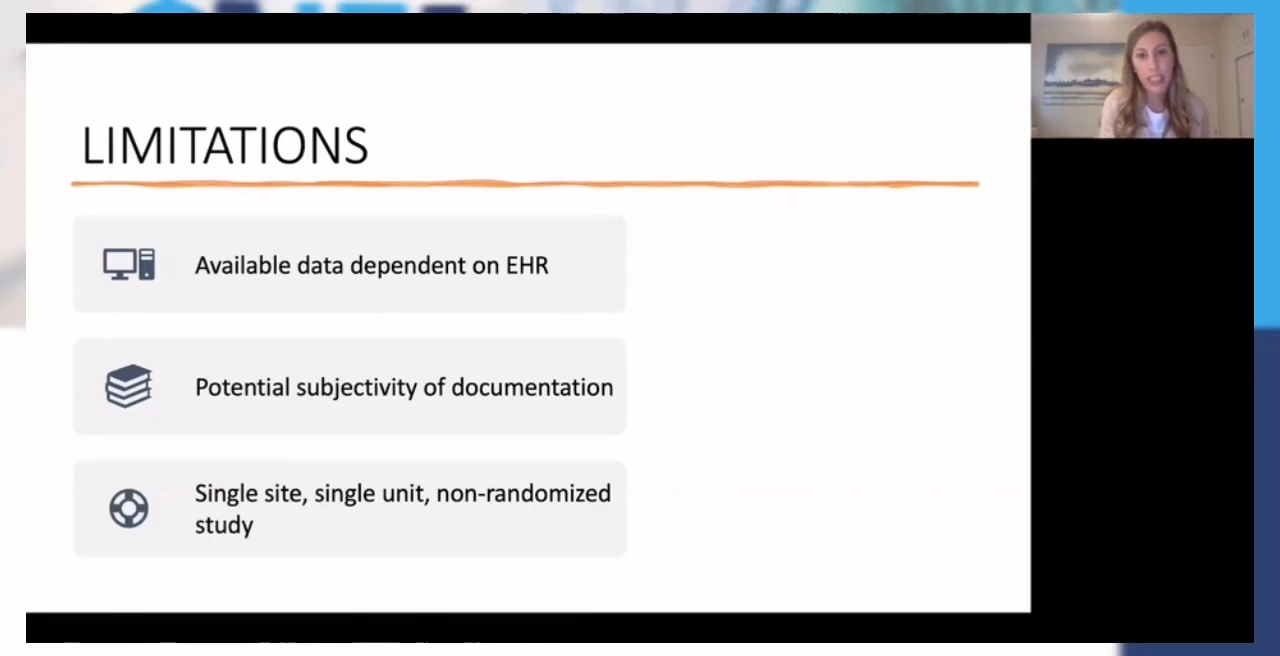 LIMITATIONS
Available data dependent on EHR
Potential subjectivity of documentation
Single site, single unit, non-randomized
study